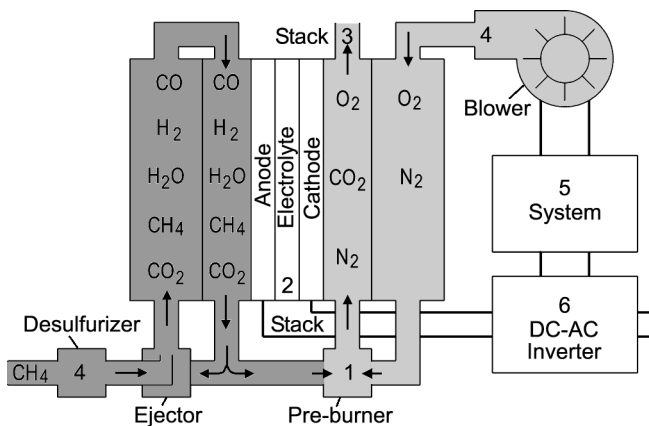 Stack 3
4
CO
H2
H2O
CH4
CO2
CO
H2
H2O
CH4
CO2
Anode
Electrolyte
Cathode
2
O2
CO2
N2
O2
N2
Blower
5
System
6
DC-AC
Inverter
Stack
Desulfurizer
CH4 4
1
Ejector
Pre-burner